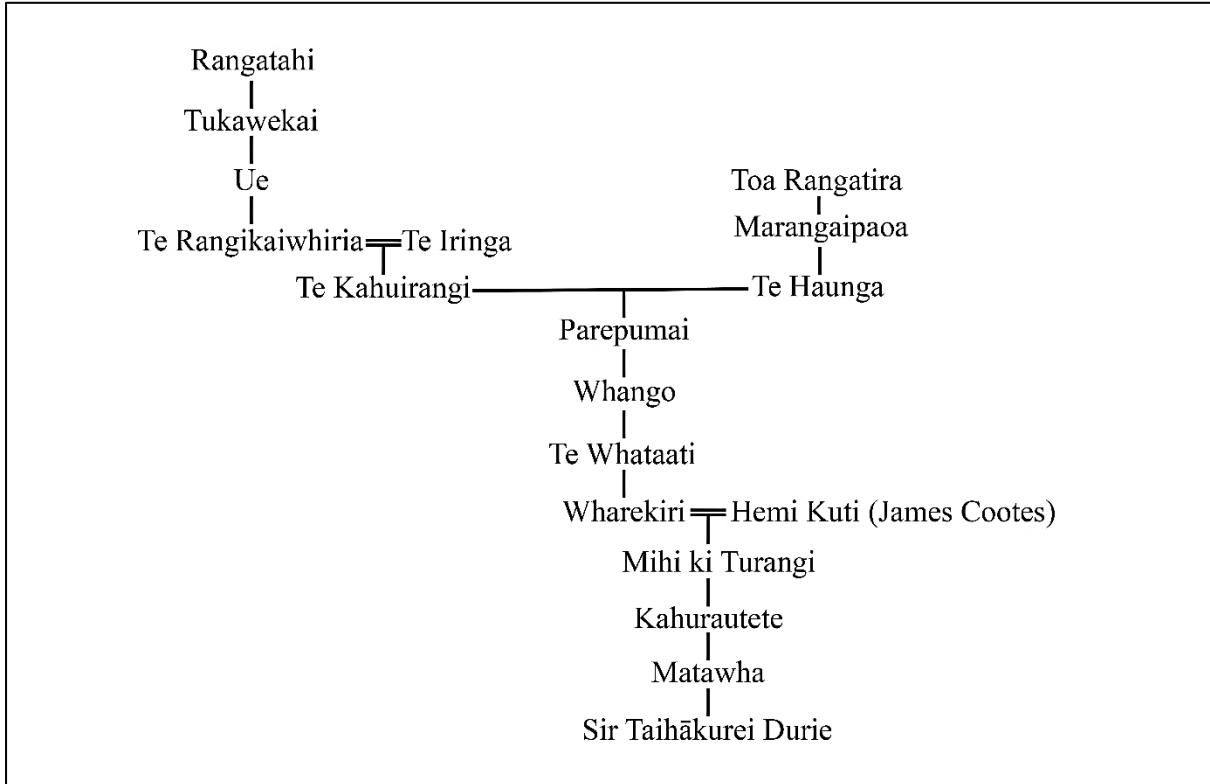 Rangatahi
Tukawekai
Ue
Toa Rangatira
Marangaipaoa
Te Rangikaiwhiria Te Iringa
Te Kahuirangi Te Haunga
Parepumai
Whango
Te Whataati
Wharekiri Hemi Kuti (James Cootes)
Mihi ki Turangi
Kahurautete
Matawha
Sir Taihākurei Durie